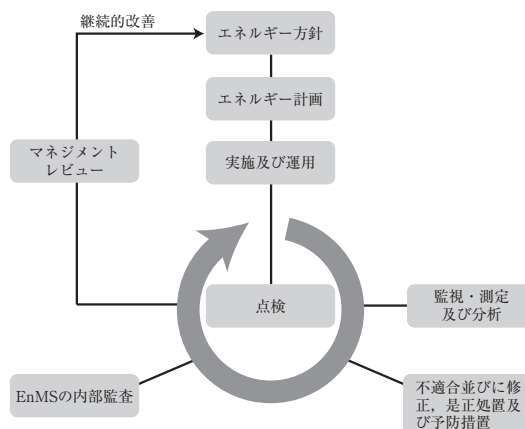 継続的改善
エネルギー方針
エネルギー計画
マネジメント
レビュー
実施及び運用
点検
監視・測定
及び分析
EnMSの内部監査
不適合並びに修
正，是正処置及
び予防措置